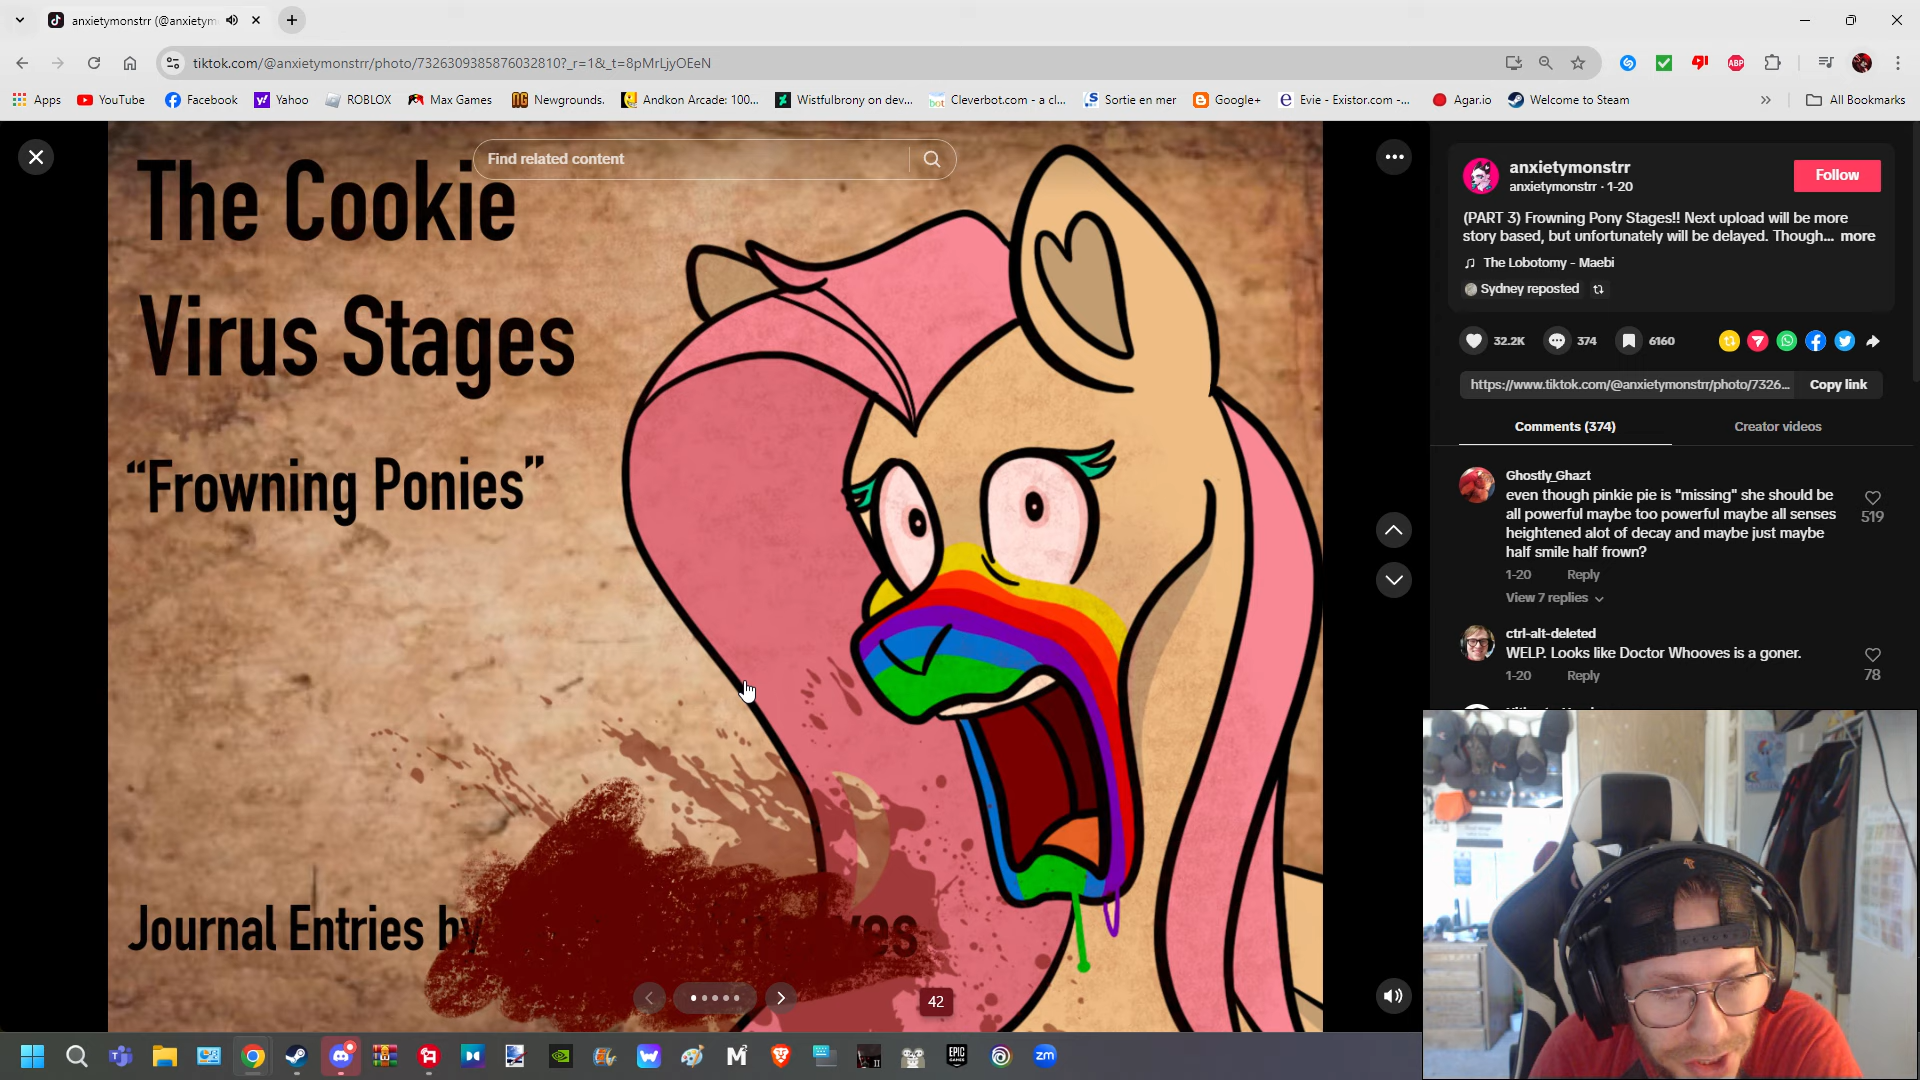 anxietymonstrr (@anxietym
tiktok.com/@anxietymonstrr/photo/7326309385876032810?_r=1&_t=8pMrLjyOEeN
Apps YouTube Facebook Yahoo ROBLOX Max Games Newgrounds. Andkon Arcade: 100... Wistfulbrony on dev... Cleverbot.com - a cl... Sortie en mer Google+ Evie - Existor.com -... Agar.io Welcome to Steam » All Bookmarks
Find related content
The Cookie
Virus Stages
“Frowning Ponies”
Journal Entries by
42
anxietymonstrr
anxietymonstrr · 1-20
Follow
(PART 3) Frowning Pony Stages!! Next upload will be more
story based, but unfortunately will be delayed. Though... more
The Lobotomy - Maebi
Sydney reposted
32.2K 374 6160
https://www.tiktok.com/@anxietymonstrr/photo/7326... Copy link
Comments (374) Creator videos
Ghostly_Ghazt
even though pinkie pie is "missing" she should be
all powerful maybe too powerful maybe all senses
heightened alot of decay and maybe just maybe
half smile half frown?
519
1-20 Reply
View 7 replies
ctrl-alt-deleted
WELP. Looks like Doctor Whooves is a goner.
78
1-20 Reply